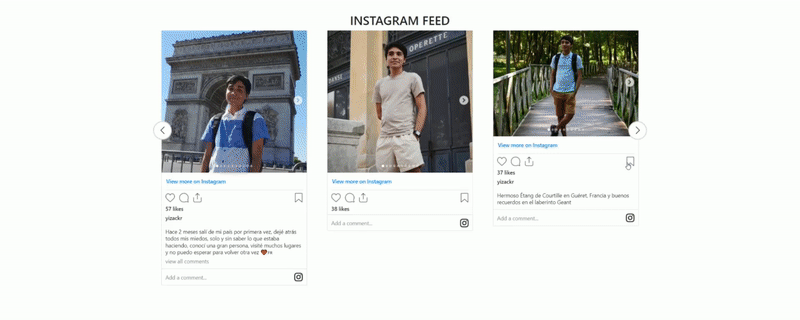 INSTAGRAM FEED
OPERETTE
View more on Instagram
57 likes
hyizackr
Hace 2 meses salí de mi país por primera vez, dejé atrás
todos mis miedos, solo y sin saber lo que estaba
haciendo, conocí una gran persona, visité muchos lugares
y no puedo esperar para volver otra vez
view all comments
Add a comment...
View more on Instagram
38 likes
Add a comment...
View more on Instagram
37 likes
yizackr
Hermoso Étang de Courtille en Guéret, Francia y buenos
recuerdos en el laberinto Geant
Add a comment...